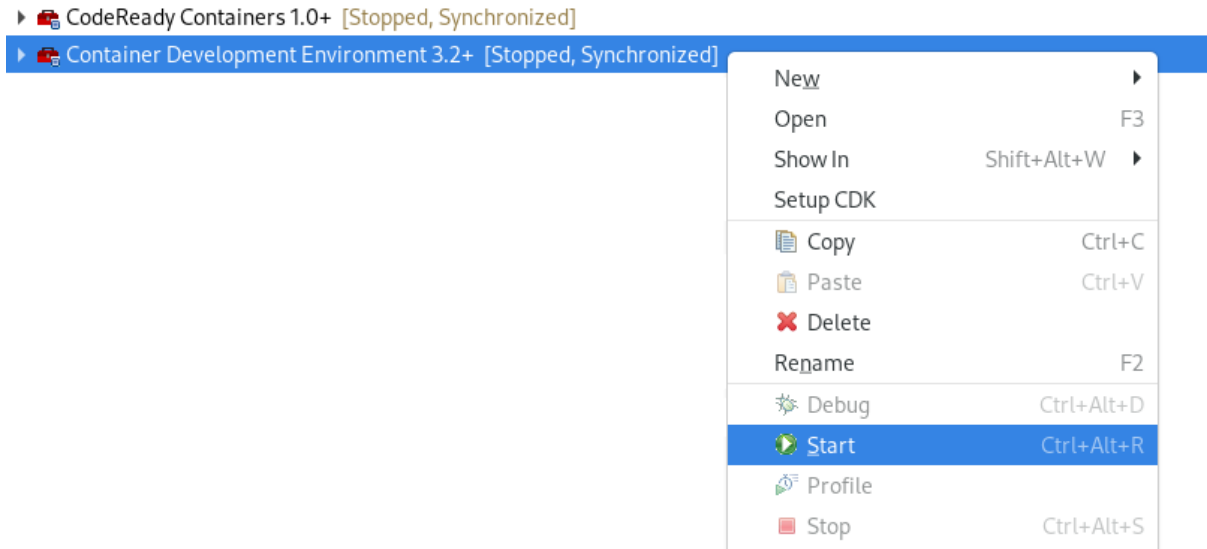 CodeReady Containers 1.0+ [Stopped, Synchronized]
Container Development Environment 3.2+ [Stopped, Synchronized]
New
Open F3
Show In Shift+Alt+W
Setup CDK
Copy Ctrl+C
Paste Ctrl+V
Delete
Rename F2
Debug Ctrl+Alt+D
Start Ctrl+Alt+R
Profile
Stop Ctrl+Alt+S